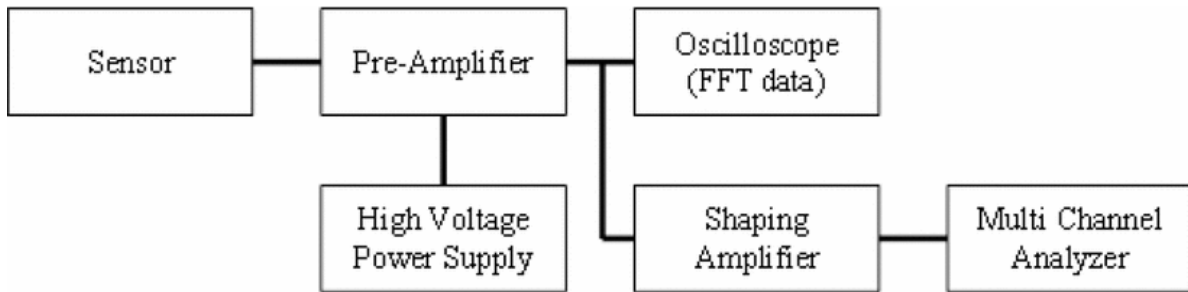 Sensor
Pre-Amplifier
Oscilloscope
(FFT data)
High Voltage
Power Supply
Shaping
Amplifier
Multi Channel
Analyzer